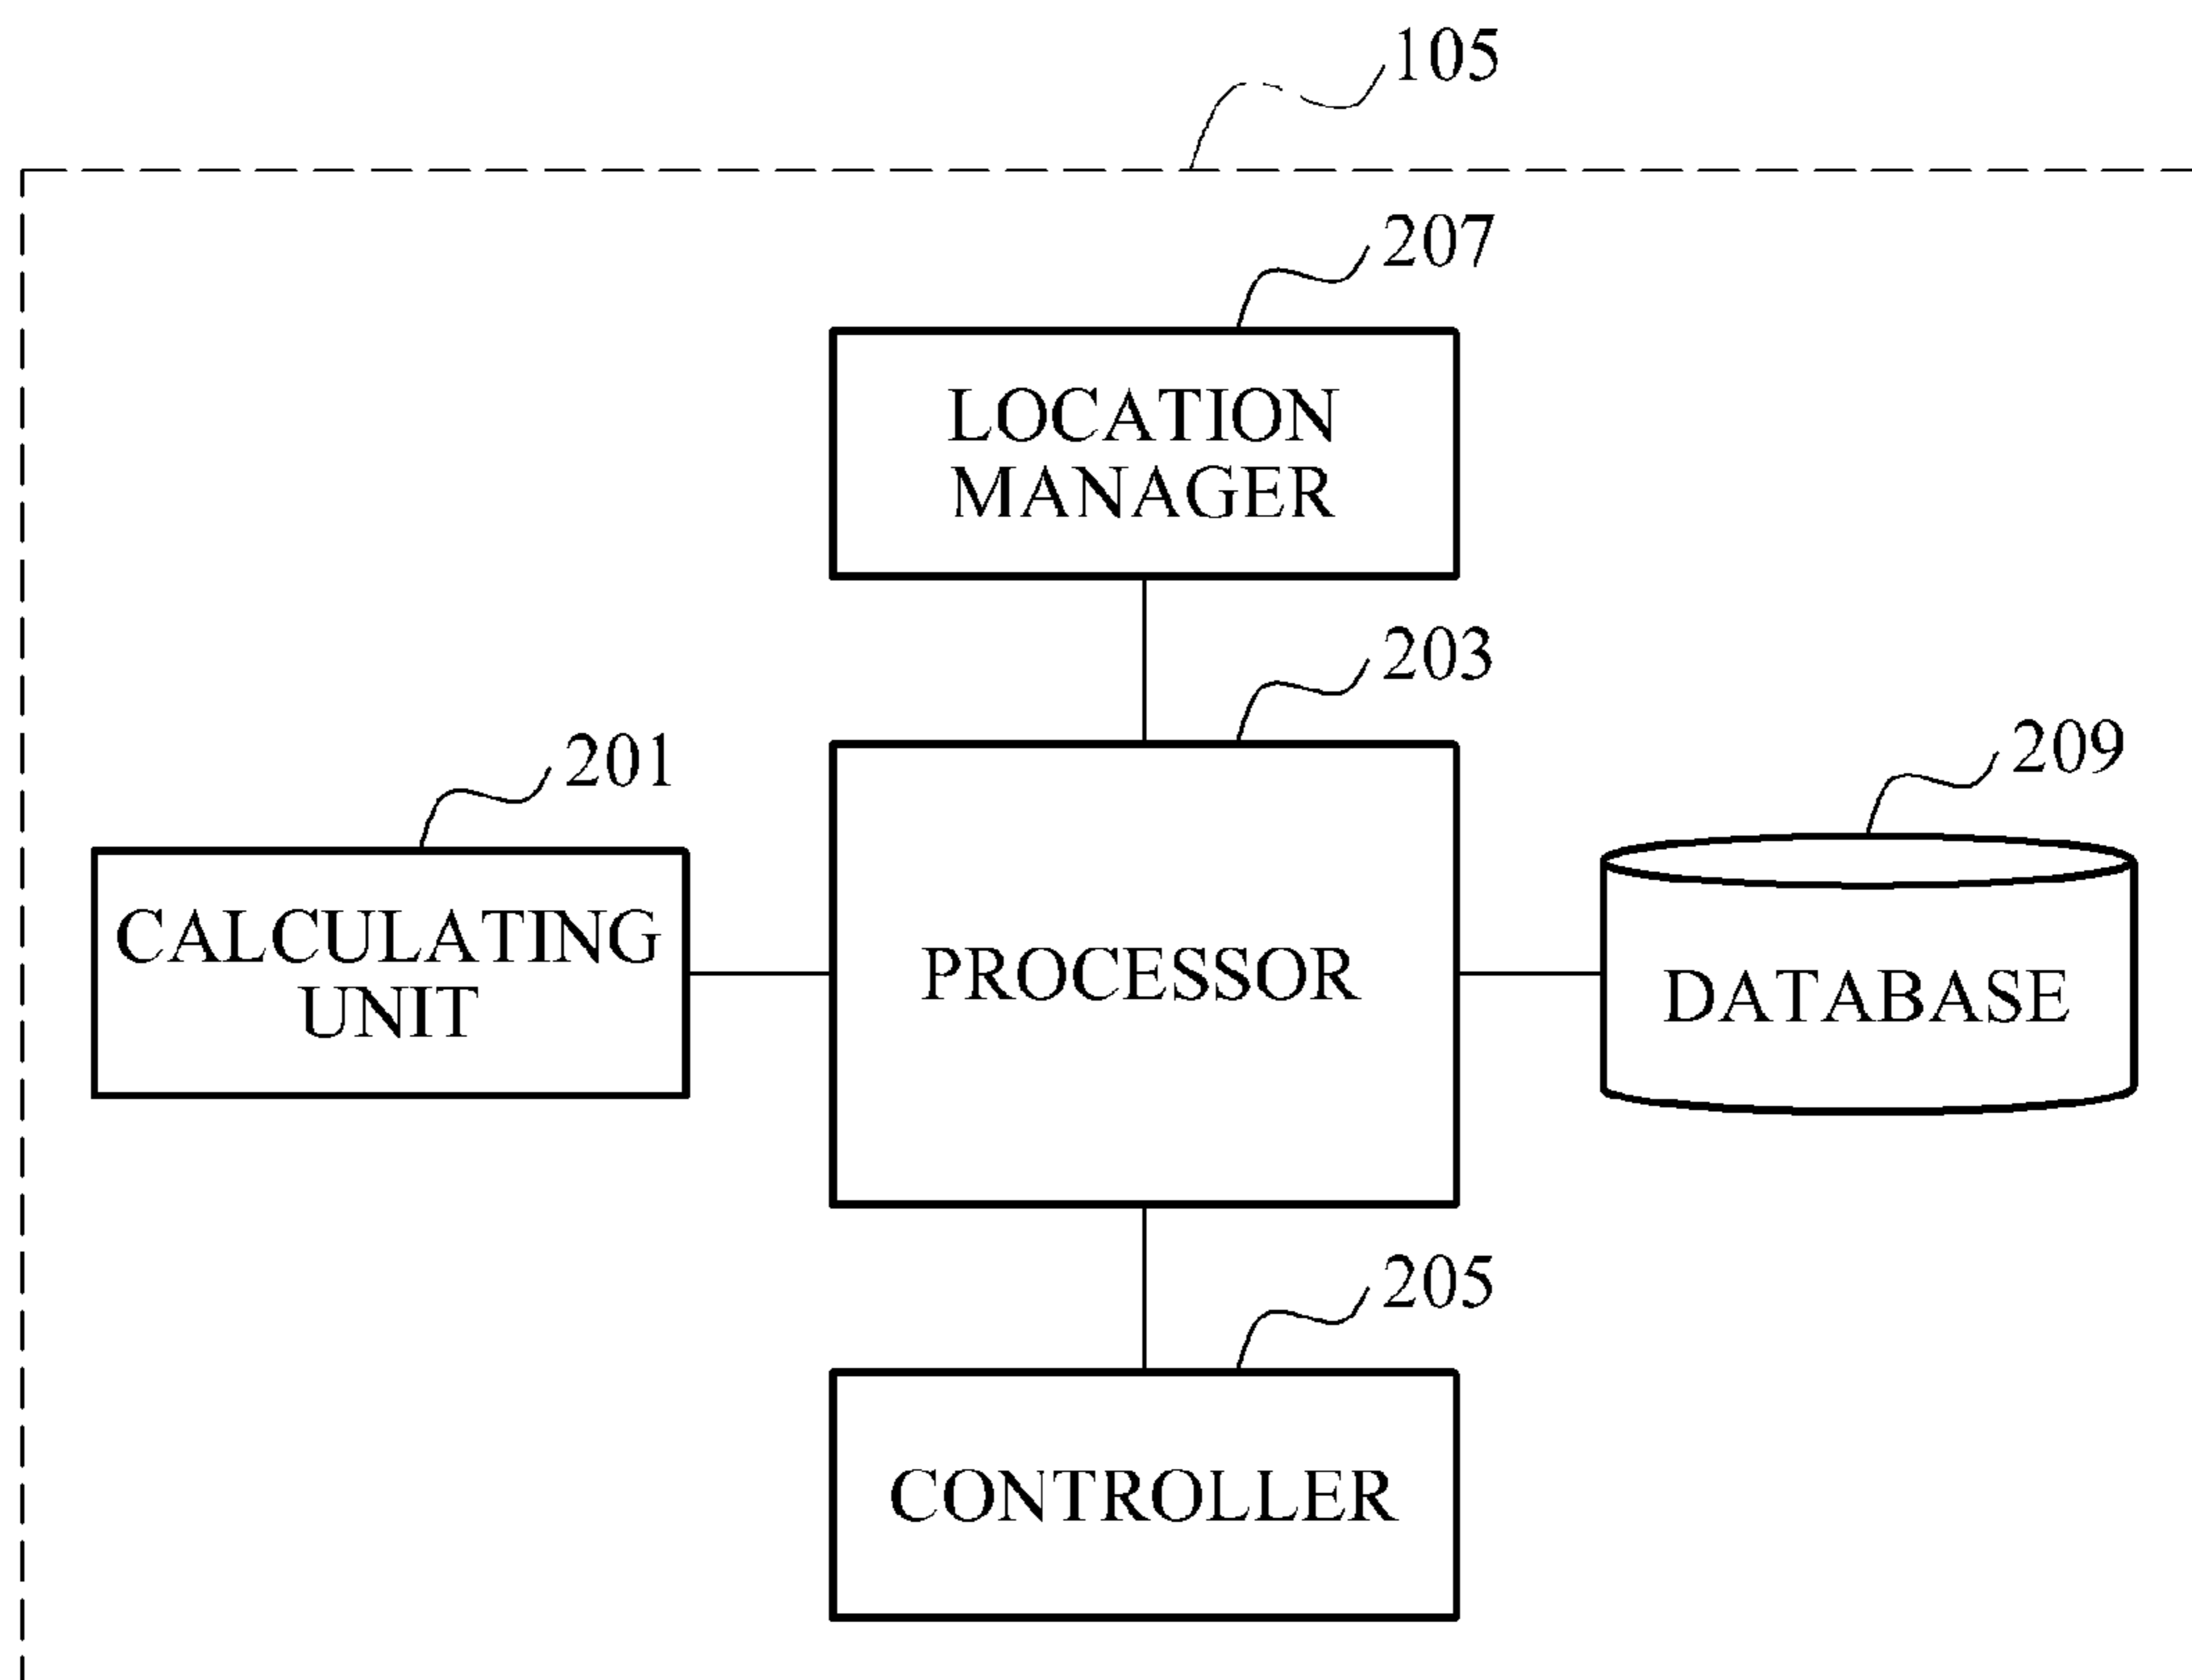 105
207
LOCATION
MANAGER
203
201
209
CALCULATING
UNIT
PROCESSOR
DATABASE
205
CONTROLLER